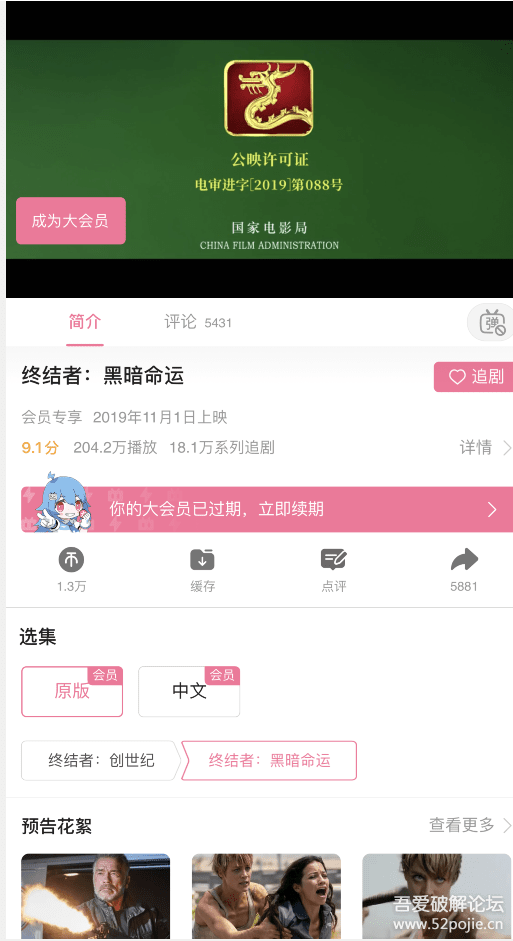 公映许可证
电审进字[2019]第088号
国家电影局
CHINA FILM ADMINISTRATION
成为大会员
简介
评论 5431
弹
终结者：黑暗命运
追剧
会员专享 2019年11月1日上映
9.1分 204.2万播放 18.1万系列追剧
详情
你的大会员已过期，立即续期
1.3万
缓存
点评
5881
选集
会员
原版
会员
中文
终结者：创世纪
终结者：黑暗命运
预告花絮
查看更多
吾爱破解论坛
www.52pojie.cn